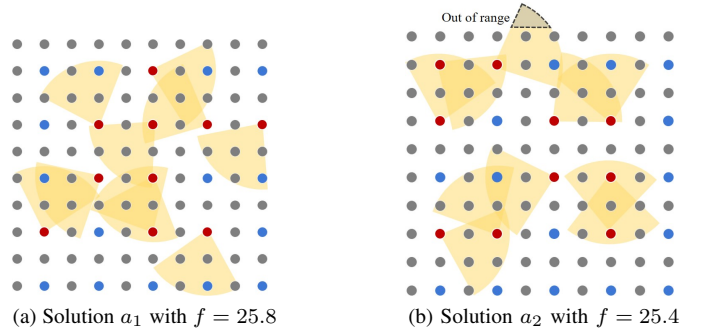 Out of range
(a) Solution a₁ with f = 25.8
(b) Solution a₂ with f = 25.4